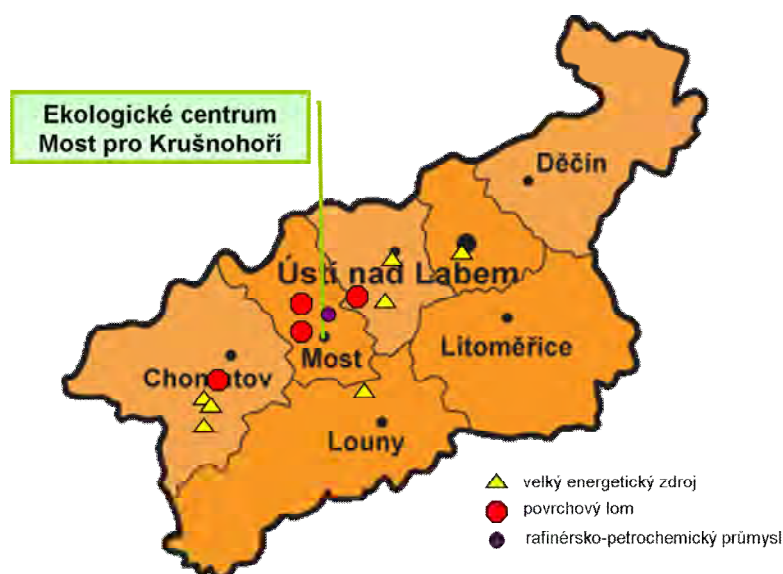 Ekologické centrum
Most pro Krušnohoří
Děčín
Ústí nad Labem
Litoměřice
Most
Chomutov
Louny
velký energetický zdroj
povrchový lom
rafinérsko-petrochemický průmysl